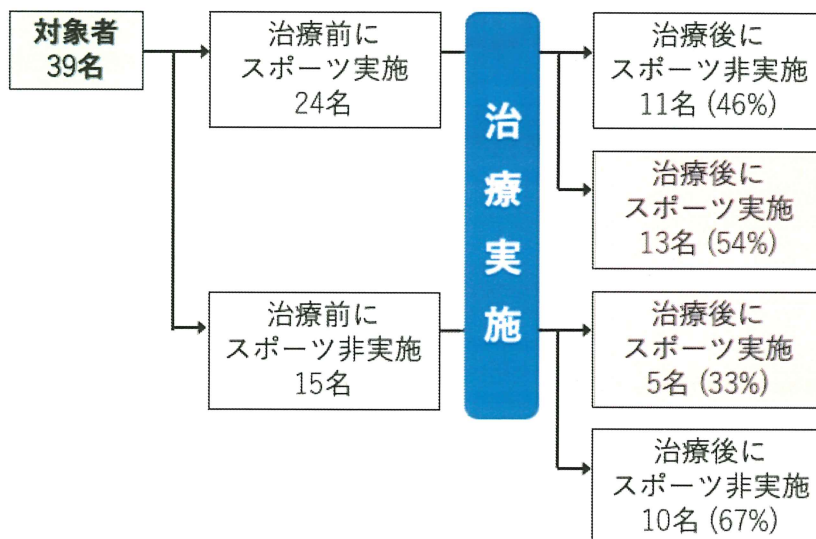 対象者
39名
治療前に
スポーツ実施
24名
治療実施
治療後に
スポーツ非実施
11名 (46%)
治療後に
スポーツ実施
13名 (54%)
治療前に
スポーツ非実施
15名
治療後に
スポーツ実施
5名 (33%)
治療後に
スポーツ非実施
10名 (67%)